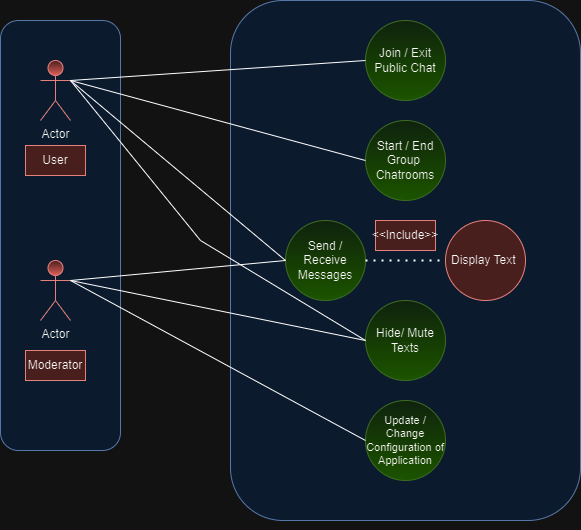 Actor
User
Actor
Moderator
Join / Exit
Public Chat
Start / End
Group
Chatrooms
Send /
Receive
Messages
<<Include>>
Display Text
Hide/ Mute
Texts
Update /
Change
Configuration of
Application